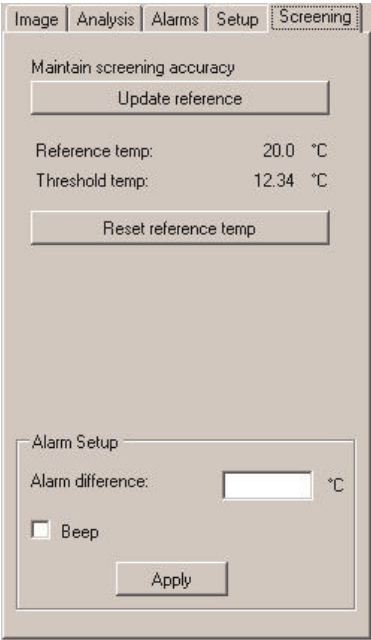 Image Analysis Alarms Setup Screening
Maintain screening accuracy
Update reference
Reference temp: 20.0 °C
Threshold temp: 12.34 °C
Reset reference temp
Alarm Setup
Alarm difference: °C
Beep
Apply